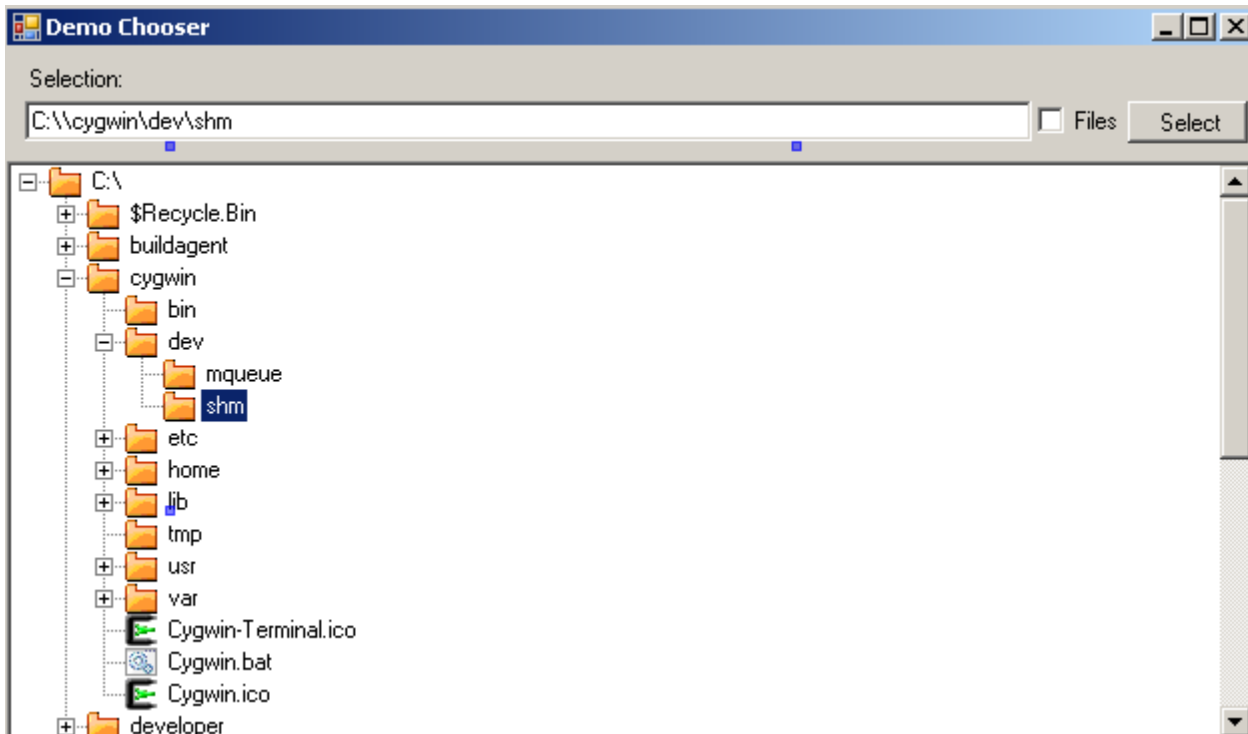 Demo Chooser
Selection:
C:\\cygwin\dev\shm Files Select
C:\
$Recycle.Bin
buildagent
cygwin
bin
dev
mqueue
shm
etc
home
lib
tmp
usr
var
Cygwin-Terminal.ico
Cygwin.bat
Cygwin.ico
developer